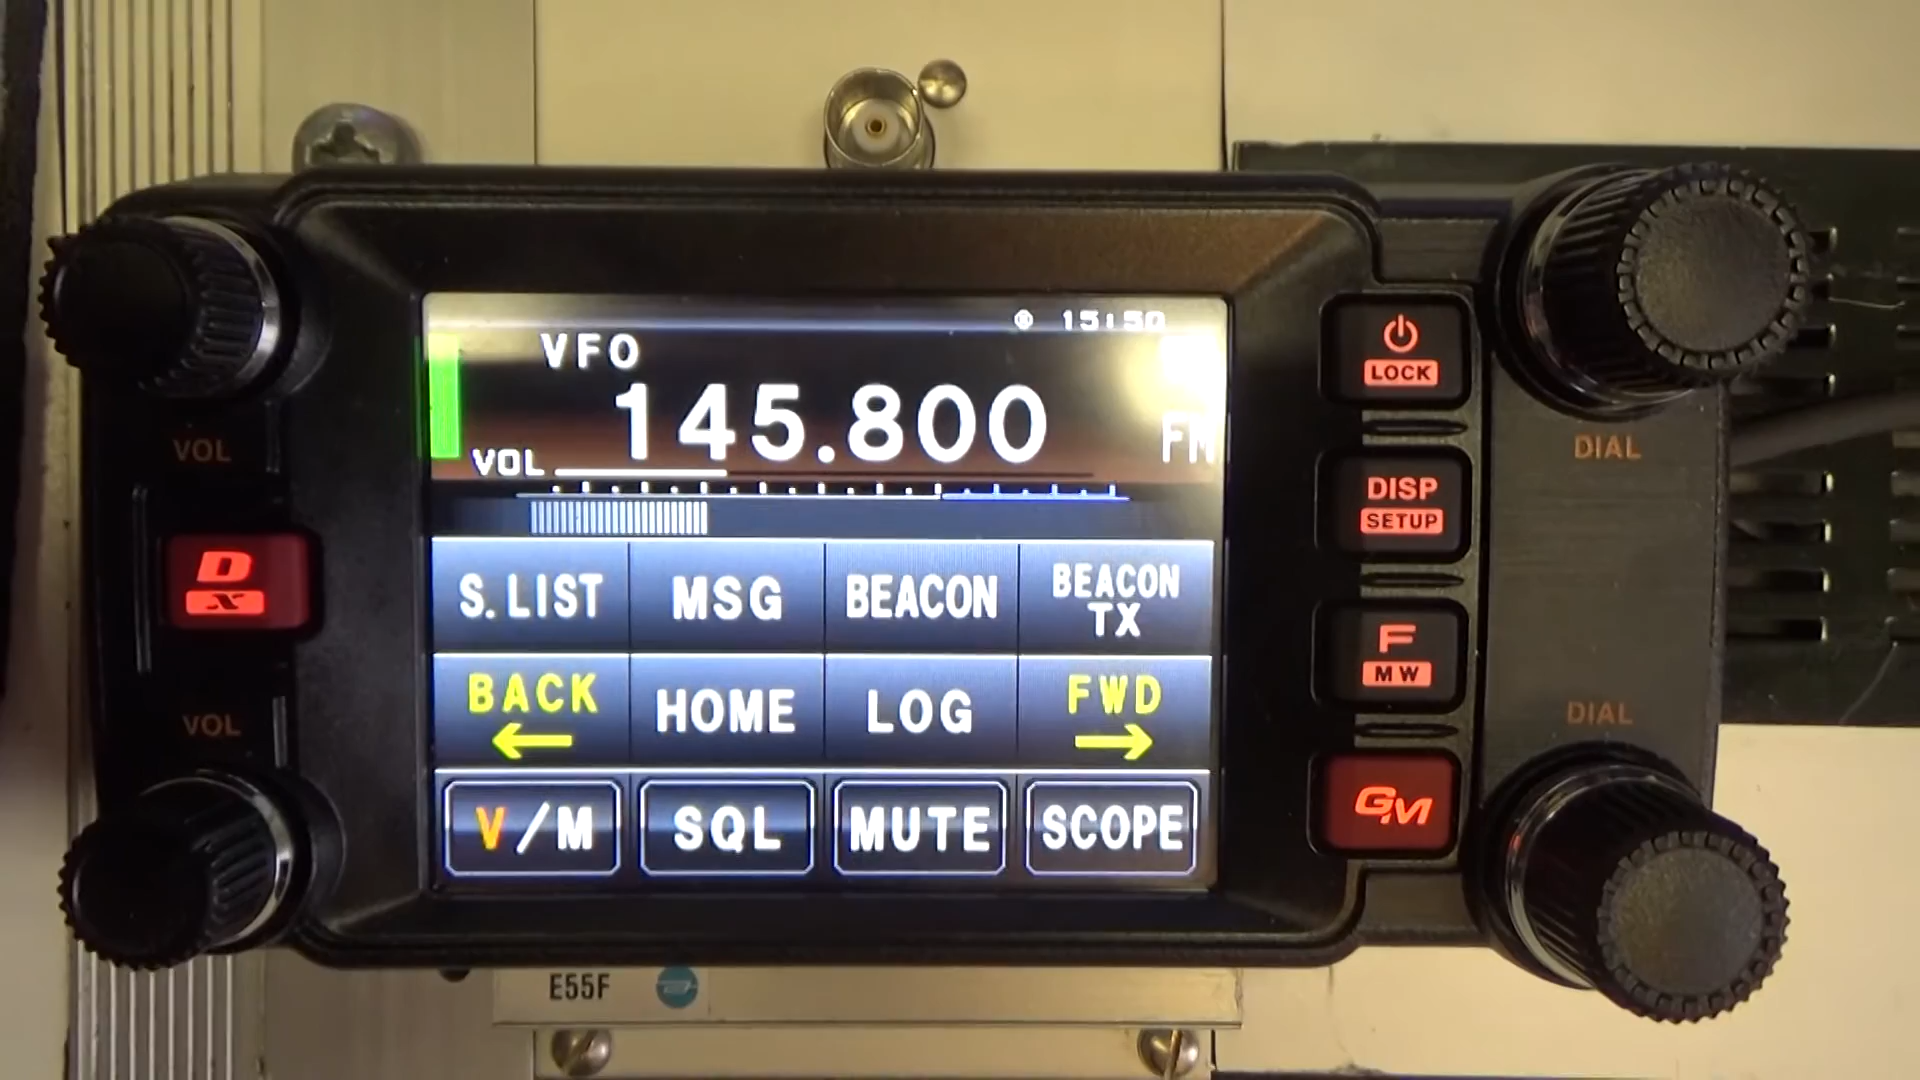 15:50
VFO
145.800
FM
VOL
S.LIST
MSG
BEACON
BEACON TX
BACK
HOME
LOG
FWD
V/M
SQL
MUTE
SCOPE
VOL
D
X
VOL
LOCK
DISP
SETUP
F
MW
GM
DIAL
DIAL
E55F